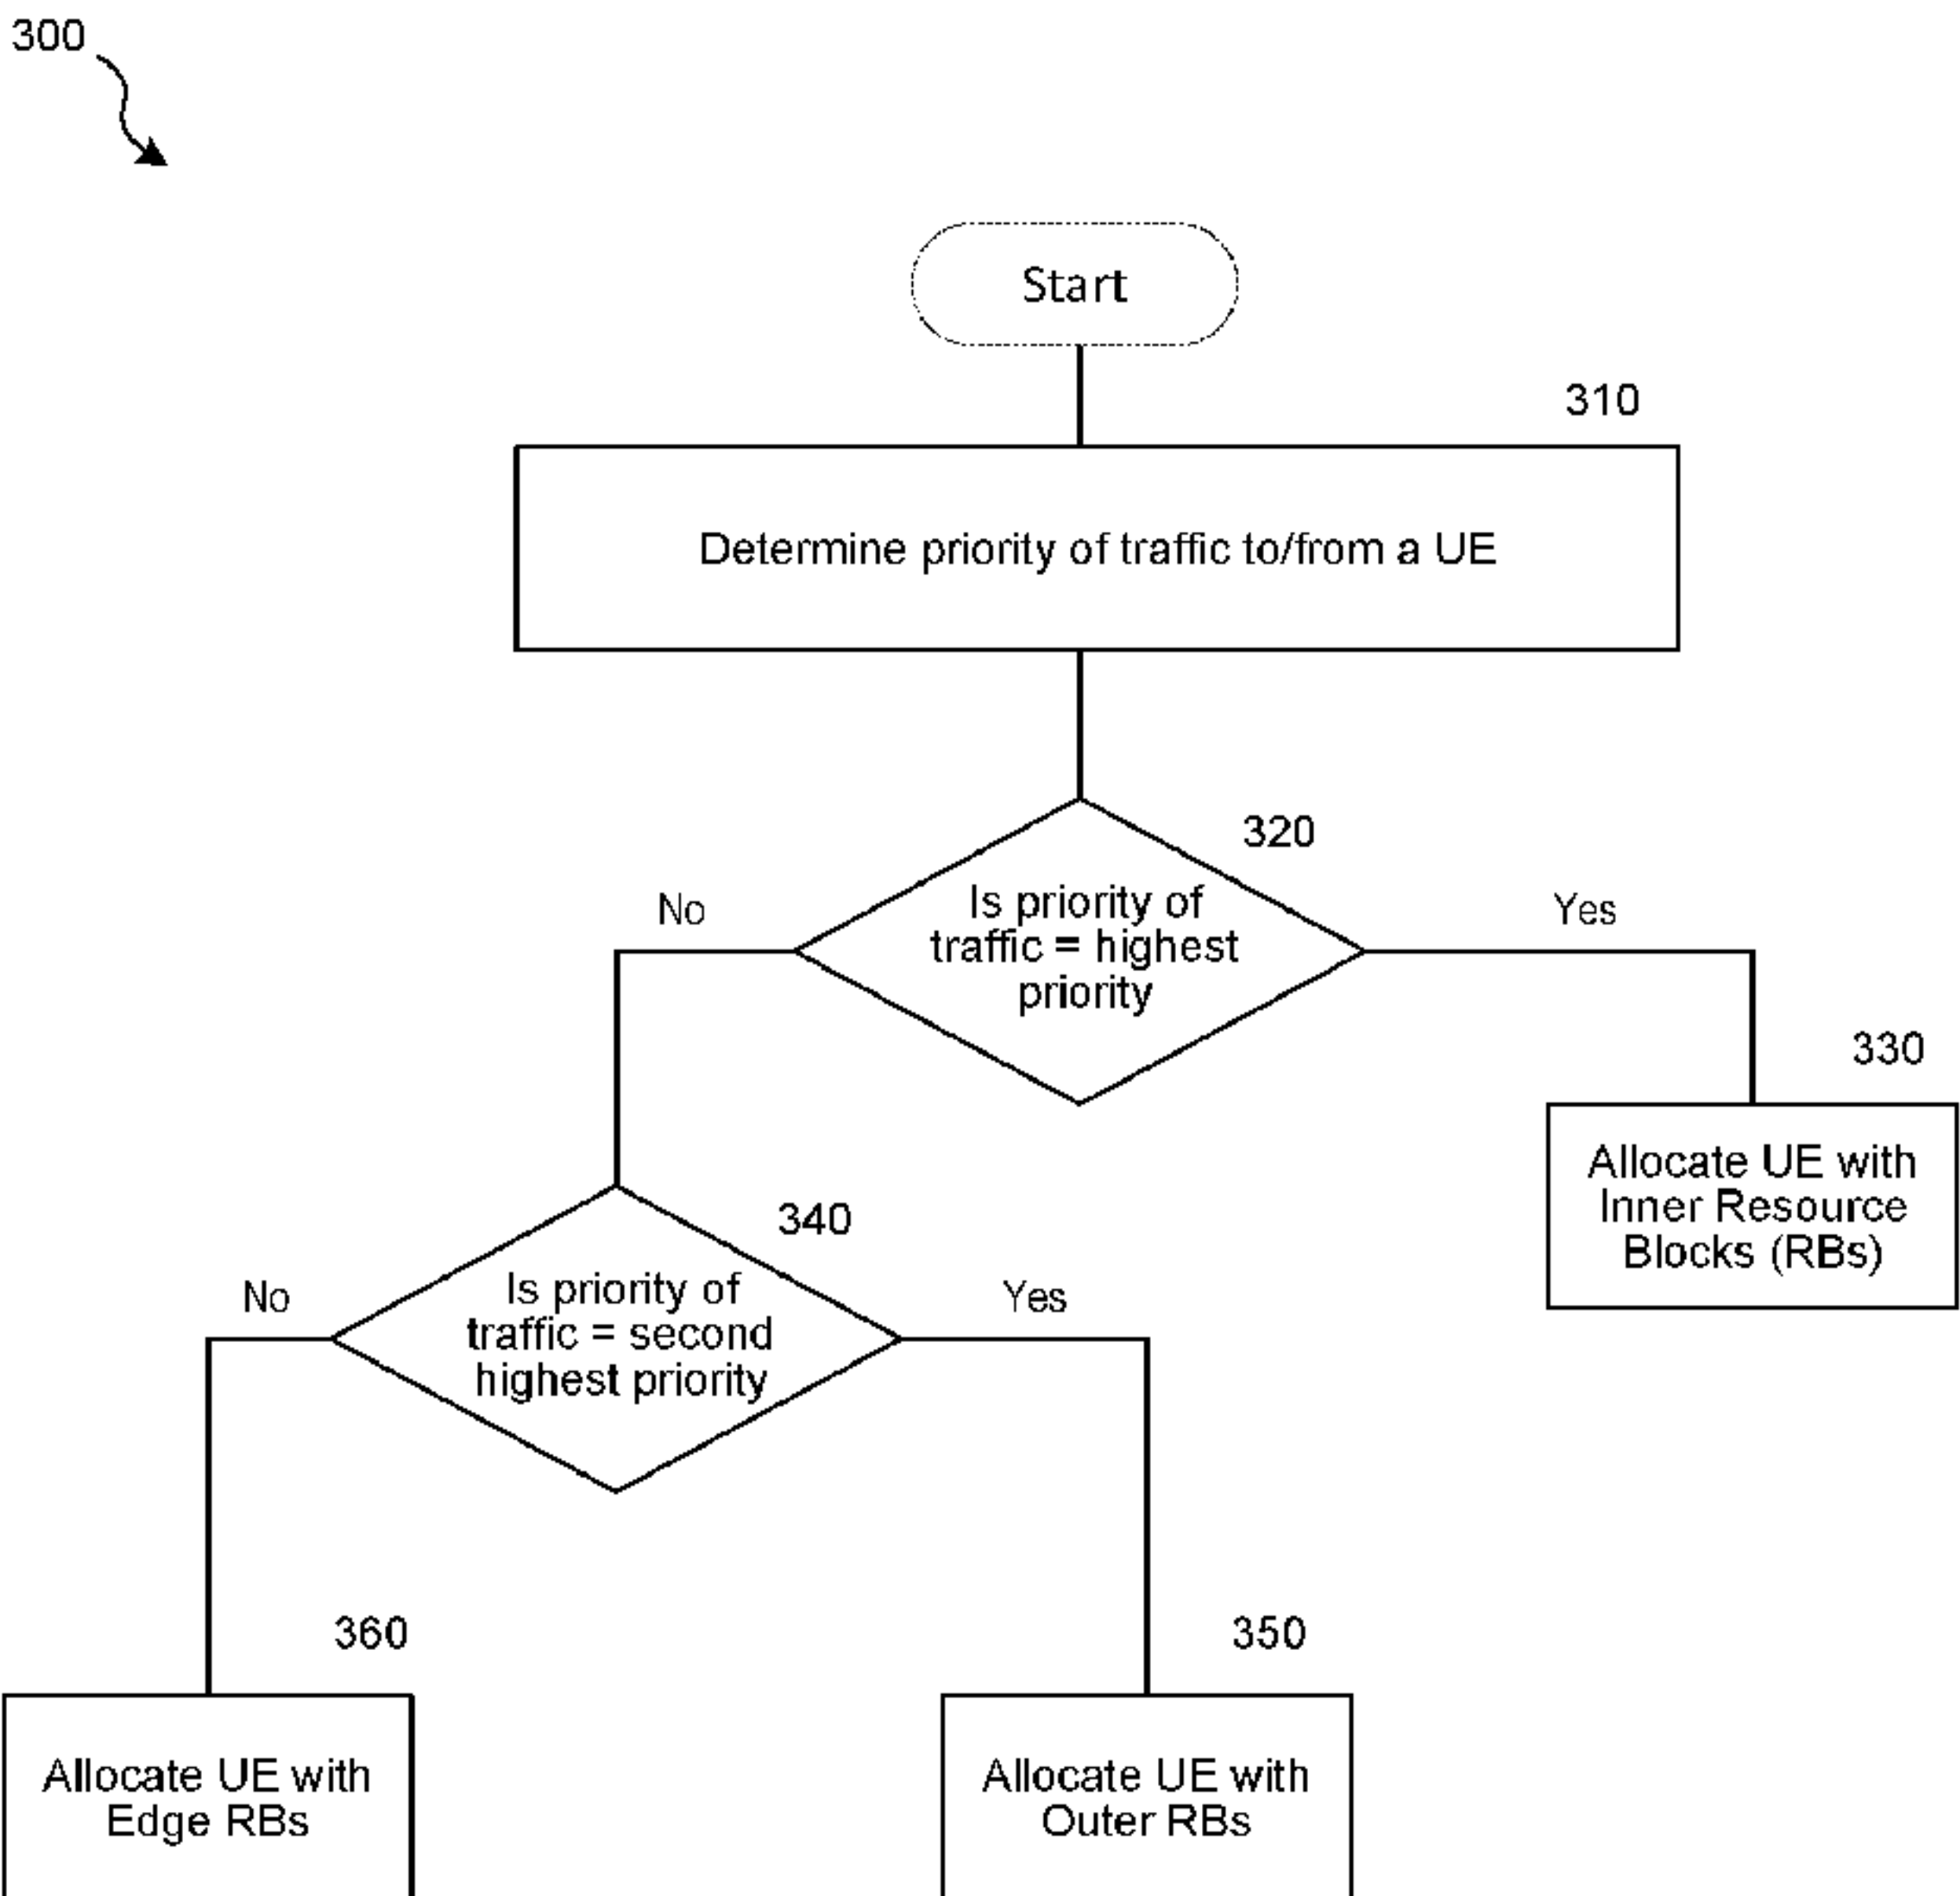 300
Start
310
Determine priority of traffic to/from a UE
320
Is priority of
traffic = highest
priority
No
Yes
330
Allocate UE with
Inner Resource
Blocks (RBs)
340
Is priority of
traffic = second
highest priority
No
Yes
360
Allocate UE with
Edge RBs
350
Allocate UE with
Outer RBs